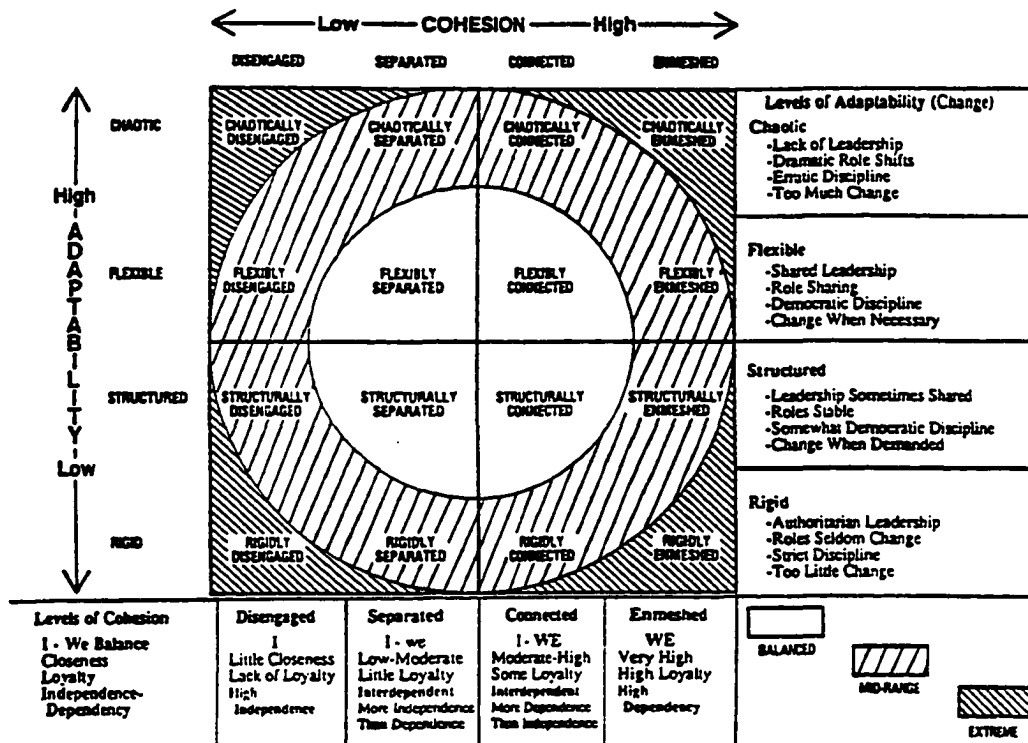 Low COHESION High
DISENGAGED SEPARATED CONNECTED ENMESHED
High
ADAPTABILITY
Low
CHAOTIC
FLEXIBLE
STRUCTURED
RIGID
CHAOTICALLY
DISENGAGED
CHAOTICALLY
SEPARATED
CHAOTICALLY
CONNECTED
CHAOTICALLY
ENMESHED
FLEXIBLY
DISENGAGED
FLEXIBLY
SEPARATED
FLEXIBLY
CONNECTED
FLEXIBLY
ENMESHED
STRUCTURALLY
DISENGAGED
STRUCTURALLY
SEPARATED
STRUCTURALLY
CONNECTED
STRUCTURALLY
ENMESHED
RIGIDLY
DISENGAGED
RIGIDLY
SEPARATED
RIGIDLY
CONNECTED
RIGIDLY
ENMESHED
Levels of Adaptability (Change)
Chaotic
-Lack of Leadership
-Dramatic Role Shifts
-Erratic Discipline
-Too Much Change
Flexible
-Shared Leadership
-Role Sharing
-Democratic Discipline
-Change When Necessary
Structured
-Leadership Sometimes Shared
-Roles Stable
-Somewhat Democratic Discipline
-Change When Demanded
Rigid
-Authoritarian Leadership
-Roles Seldom Change
-Strict Discipline
-Too Little Change
Levels of Cohesion
I - We Balance
Closeness
Loyalty
Independence-
Dependency
Disengaged
I
Little Closeness
Lack of Loyalty
High
Independence
Separated
I - we
Low-Moderate
Little Loyalty
Interdependent
More Independence
Than Dependence
Connected
I - WE
Moderate-High
Some Loyalty
Interdependent
More Dependence
Than Independence
Enmeshed
WE
Very High
High Loyalty
High
Dependency
BALANCED
MID-RANGE
EXTREME